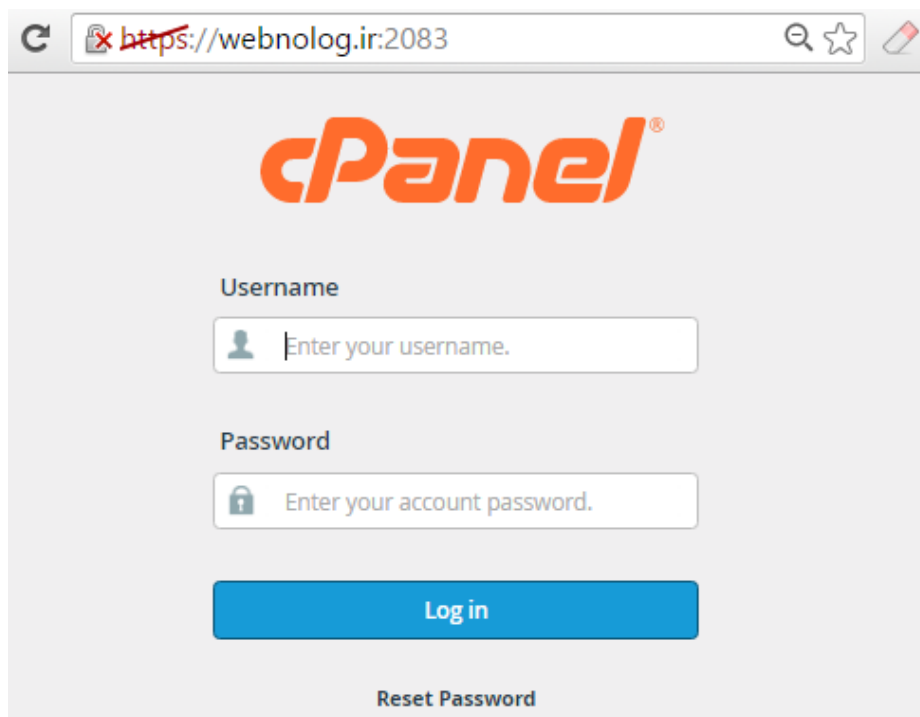 https://webnolog.ir:2083
cPanel®
Username
Enter your username.
Password
Enter your account password.
Log in
Reset Password